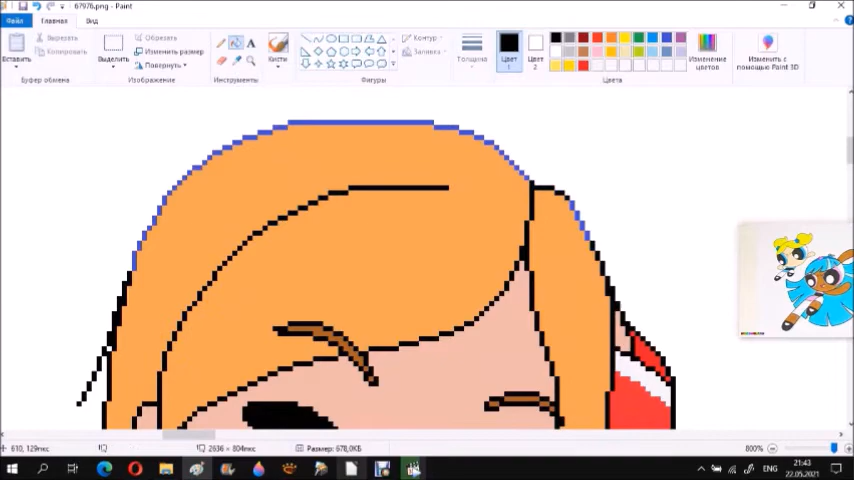 67976.png - Paint
Файл
Главная
Вид
Вставить
Вырезать
Копировать
Буфер обмена
Выделить
Обрезать
Изменить размер
Повернуть
Изображение
A
Инструменты
Кисти
Контур
Заливка
Фигуры
Толщина
Цвет 1
Цвет 2
Изменение цветов
Цвета
Изменить с помощью Paint 3D
610, 129пкс
2636 × 804пкс
Размер: 678,0КБ
800%
ENG
21:43
22.05.2021